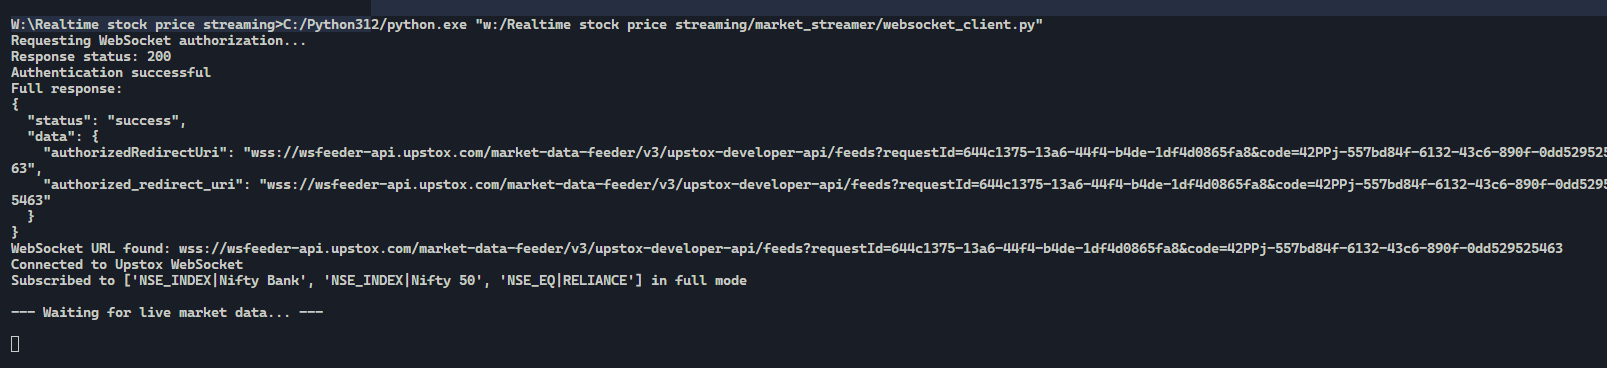 W:\Realtime stock price streaming>C:/Python312/python.exe "w:/Realtime stock price streaming/market_streamer/websocket_client.py"
Requesting WebSocket authorization...
Response status: 200
Authentication successful
Full response:
{
  "status": "success",
  "data": {
    "authorizedRedirectUri": "wss://wsfeeder-api.upstox.com/market-data-feeder/v3/upstox-developer-api/feeds?requestId=644c1375-13a6-44f4-b4de-1df4d0865fa8&code=42PPj-557bd84f-6132-43c6-890f-0dd5295254
63",
    "authorized_redirect_uri": "wss://wsfeeder-api.upstox.com/market-data-feeder/v3/upstox-developer-api/feeds?requestId=644c1375-13a6-44f4-b4de-1df4d0865fa8&code=42PPj-557bd84f-6132-43c6-890f-0dd52952
5463"
  }
}
WebSocket URL found: wss://wsfeeder-api.upstox.com/market-data-feeder/v3/upstox-developer-api/feeds?requestId=644c1375-13a6-44f4-b4de-1df4d0865fa8&code=42PPj-557bd84f-6132-43c6-890f-0dd529525463
Connected to Upstox WebSocket
Subscribed to ['NSE_INDEX|Nifty Bank', 'NSE_INDEX|Nifty 50', 'NSE_EQ|RELIANCE'] in full mode
--- Waiting for live market data... ---